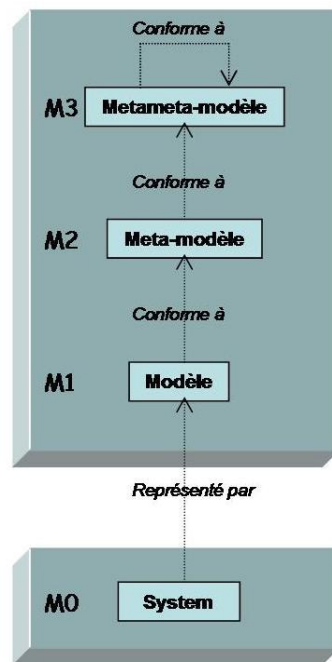 Conforme à
M3
Metameta-modèle
Conforme à
M2
Meta-modèle
Conforme à
M1
Modèle
Représenté par
M0
System